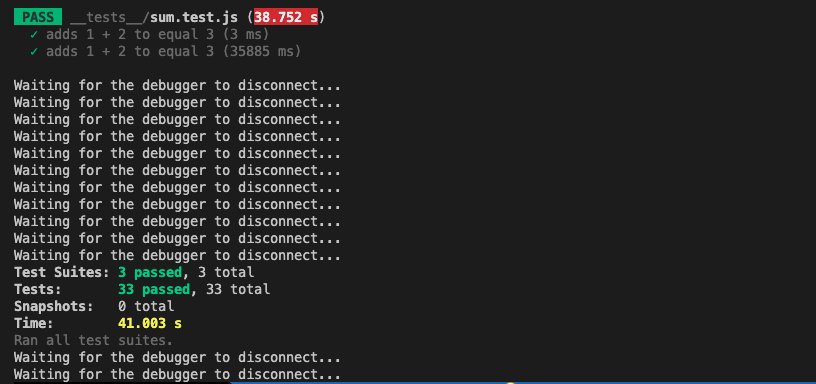 PASS __tests__/sum.test.js (38.752 s)
✓ adds 1 + 2 to equal 3 (3 ms)
✓ adds 1 + 2 to equal 3 (35885 ms)
Waiting for the debugger to disconnect...
Waiting for the debugger to disconnect...
Waiting for the debugger to disconnect...
Waiting for the debugger to disconnect...
Waiting for the debugger to disconnect...
Waiting for the debugger to disconnect...
Waiting for the debugger to disconnect...
Waiting for the debugger to disconnect...
Waiting for the debugger to disconnect...
Waiting for the debugger to disconnect...
Waiting for the debugger to disconnect...
Test Suites: 3 passed, 3 total
Tests: 33 passed, 33 total
Snapshots: 0 total
Time: 41.003 s
Ran all test suites.
Waiting for the debugger to disconnect...
Waiting for the debugger to disconnect...